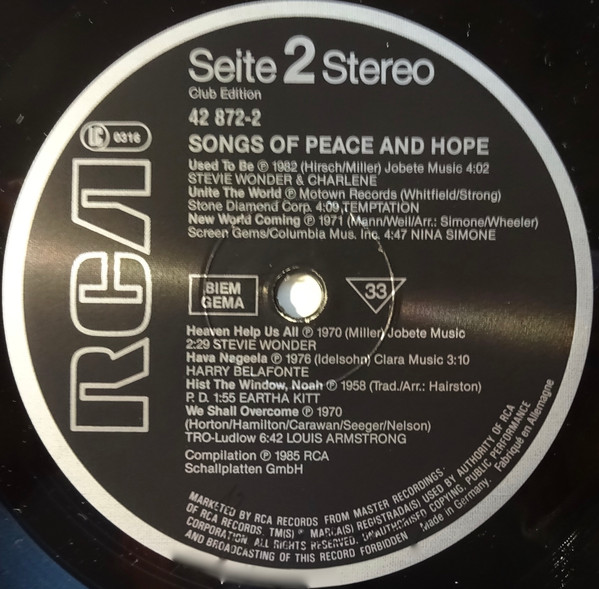 Seite 2 Stereo
Club Edition
42 872-2
LC 0316
SONGS OF PEACE AND HOPE
Used To Be ℗ 1982 (Hirsch/Miller) Jobete Music 4:02
STEVIE WONDER & CHARLENE
Unite The World ℗ Motown Records (Whitfield/Strong)
Stone Diamond Corp. 4:09 TEMPTATION
New World Coming ℗ 1971 (Mann/Weil/Arr.: Simone/Wheeler)
Screen Gems/Columbia Mus. Inc. 4:47 NINA SIMONE
RCA
BIEM
GEMA
33
Heaven Help Us All ℗ 1970 (Miller) Jobete Music
2:29 STEVIE WONDER
Hava Nageela ℗ 1976 (Idelsohn) Clara Music 3:10
HARRY BELAFONTE
Hist The Window, Noah ℗ 1958 (Trad./Arr.: Hairston)
P. D. 1:55 EARTHA KITT
We Shall Overcome ℗ 1970
(Horton/Hamilton/Carawan/Seeger/Nelson)
TRO-Ludlow 6:42 LOUIS ARMSTRONG
Compilation ℗ 1985 RCA
Schallplatten GmbH
MARKETED BY RCA RECORDS FROM MASTER RECORDINGS.
OF RCA RECORDS. TM(S) ® MARCA(S) REGISTRADA(S) USED BY AUTHORITY OF RCA
CORPORATION. ALL RIGHTS RESERVED. UNAUTHORISED COPYING, PUBLIC PERFORMANCE
AND BROADCASTING OF THIS RECORD FORBIDDEN Made in Germany. Fabriqué en Allemagne